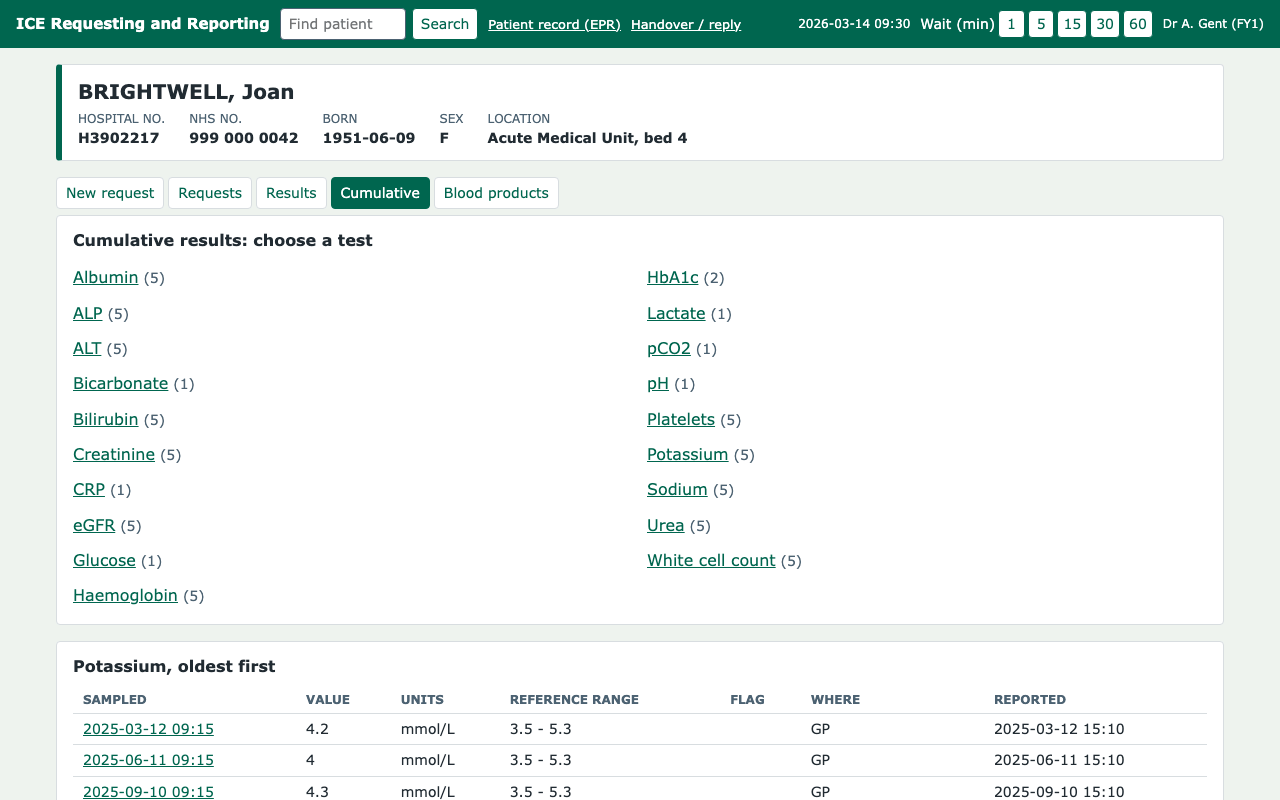 ICE Requesting and Reporting Find patient Search Patient record (EPR) Handover / reply 2026-03-14 09:30 Wait (min) 1 5 15 30 60 Dr A. Gent (FY1)
BRIGHTWELL, Joan
HOSPITAL NO. NHS NO. BORN SEX LOCATION
H3902217 999 000 0042 1951-06-09 F Acute Medical Unit, bed 4
New request Requests Results Cumulative Blood products
Cumulative results: choose a test
Albumin (5)
ALP (5)
ALT (5)
Bicarbonate (1)
Bilirubin (5)
Creatinine (5)
CRP (1)
eGFR (5)
Glucose (1)
Haemoglobin (5)
HbA1c (2)
Lactate (1)
pCO2 (1)
pH (1)
Platelets (5)
Potassium (5)
Sodium (5)
Urea (5)
White cell count (5)
Potassium, oldest first
SAMPLED VALUE UNITS REFERENCE RANGE FLAG WHERE REPORTED
2025-03-12 09:15 4.2 mmol/L 3.5 - 5.3 GP 2025-03-12 15:10
2025-06-11 09:15 4 mmol/L 3.5 - 5.3 GP 2025-06-11 15:10
2025-09-10 09:15 4.3 mmol/L 3.5 - 5.3 GP 2025-09-10 15:10